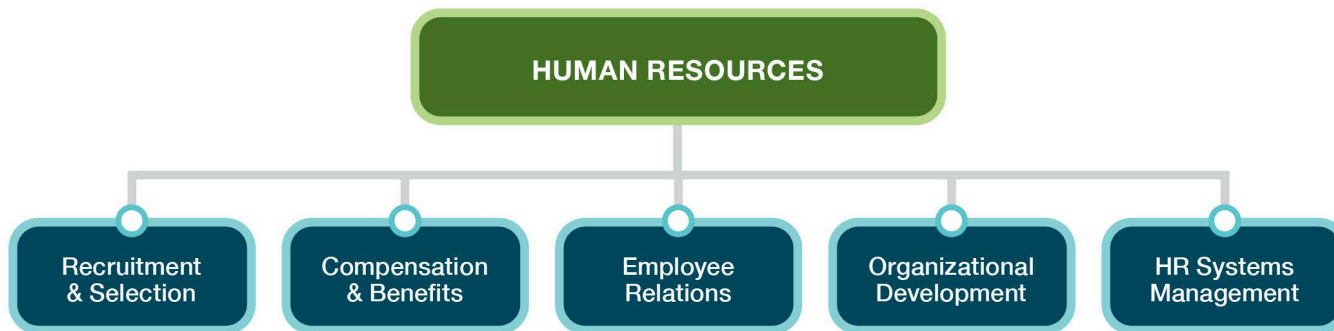 HUMAN RESOURCES
Recruitment
& Selection
Compensation
& Benefits
Employee
Relations
Organizational
Development
HR Systems
Management